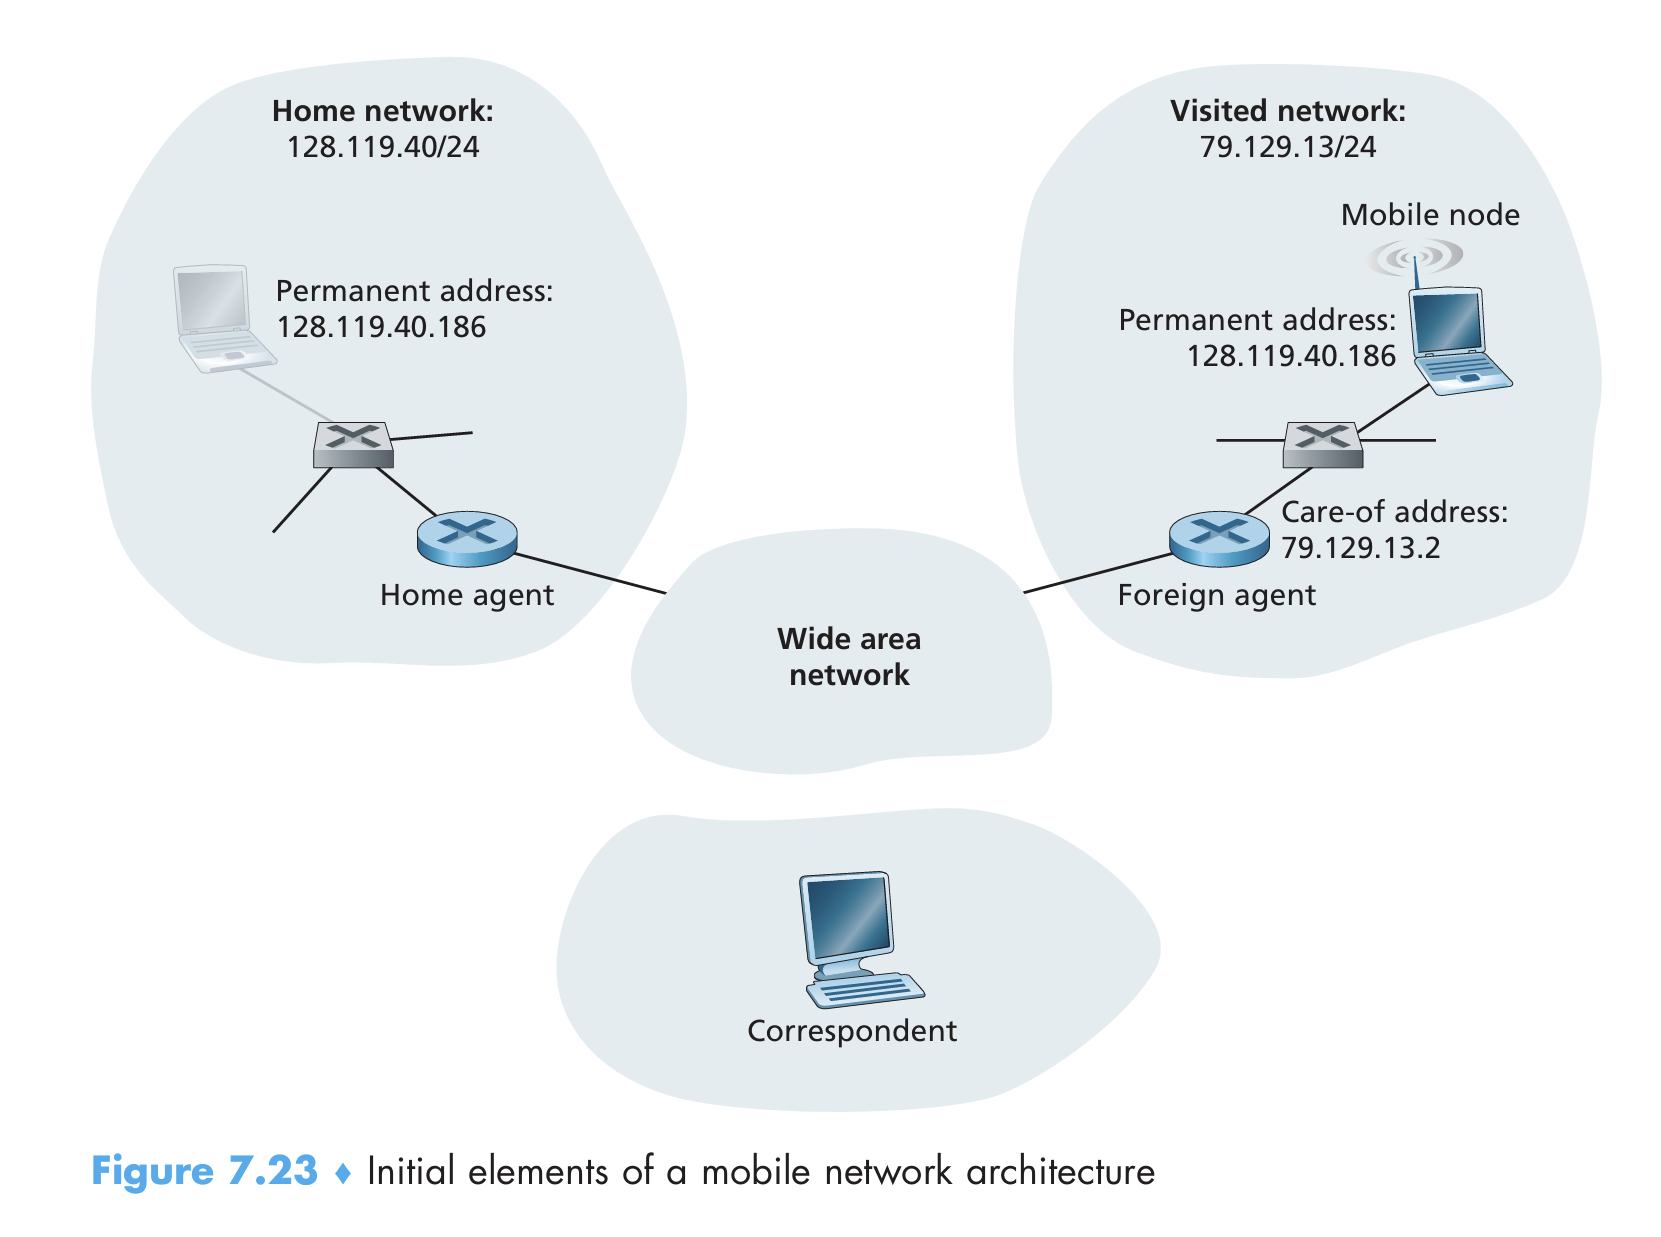 Home network:
128.119.40/24
Visited network:
79.129.13/24
Mobile node
Permanent address:
128.119.40.186
Permanent address:
128.119.40.186
Care-of address:
79.129.13.2
Home agent
Foreign agent
Wide area
network
Correspondent
Figure 7.23 ♦ Initial elements of a mobile network architecture